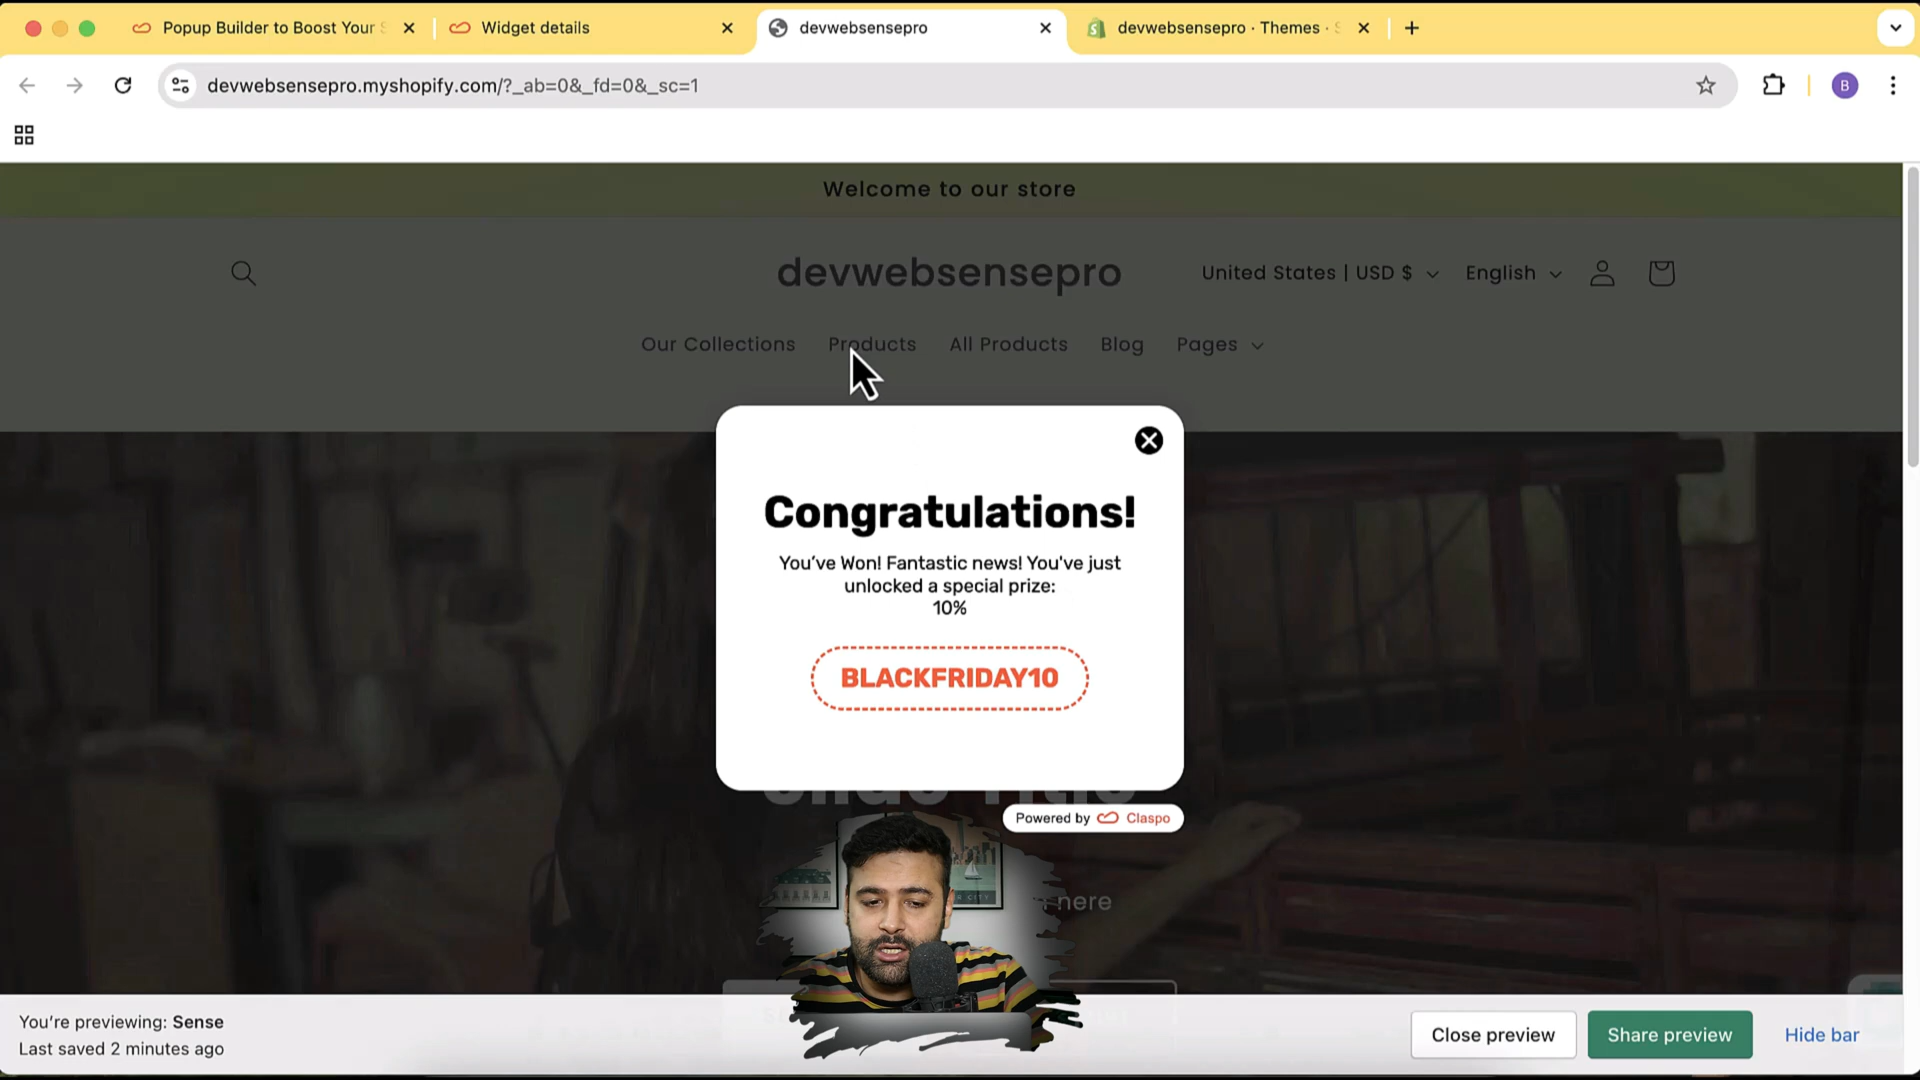 Popup Builder to Boost Your
Widget details
devwebsensepro
devwebsensepro · Themes ·
devwebsensepro.myshopify.com/?_ab=0&_fd=0&_sc=1
B
Welcome to our store
devwebsensepro
United States | USD $
English
Our Collections
Products
All Products
Blog
Pages
Congratulations!
You've Won! Fantastic news! You've just
unlocked a special prize:
10%
BLACKFRIDAY10
Powered by Claspo
here
You're previewing: Sense
Last saved 2 minutes ago
Close preview
Share preview
Hide bar